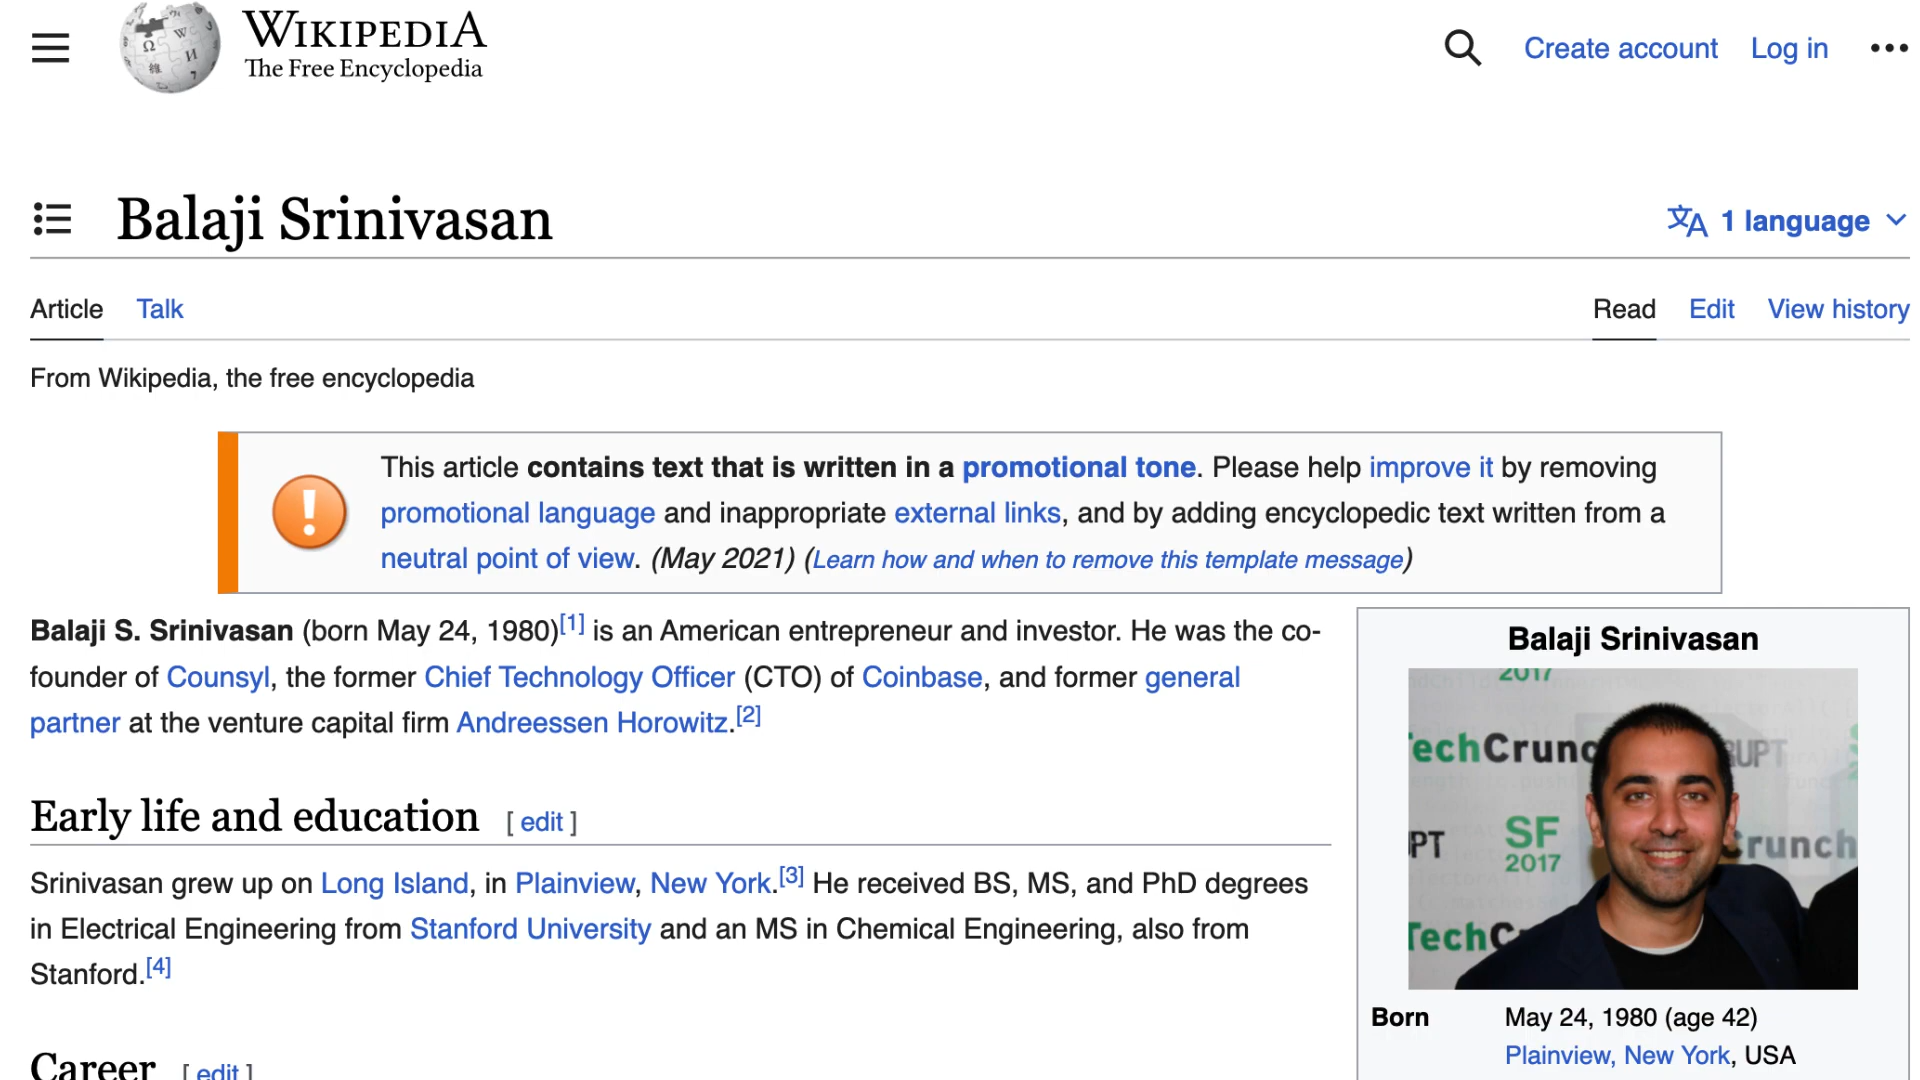 WIKIPEDIA
The Free Encyclopedia
Create account Log in
Balaji Srinivasan
1 language
Article Talk
Read Edit View history
From Wikipedia, the free encyclopedia
This article contains text that is written in a promotional tone. Please help improve it by removing
promotional language and inappropriate external links, and by adding encyclopedic text written from a
neutral point of view. (May 2021) (Learn how and when to remove this template message)
Balaji S. Srinivasan (born May 24, 1980)[1] is an American entrepreneur and investor. He was the co-
founder of Counsyl, the former Chief Technology Officer (CTO) of Coinbase, and former general
partner at the venture capital firm Andreessen Horowitz.[2]
Early life and education [ edit ]
Srinivasan grew up on Long Island, in Plainview, New York.[3] He received BS, MS, and PhD degrees
in Electrical Engineering from Stanford University and an MS in Chemical Engineering, also from
Stanford.[4]
Career [ edit ]
Balaji Srinivasan
2017
echCrunc
UPT
PT
SF
2017
Crunch
TechC
Born May 24, 1980 (age 42)
Plainview, New York, USA